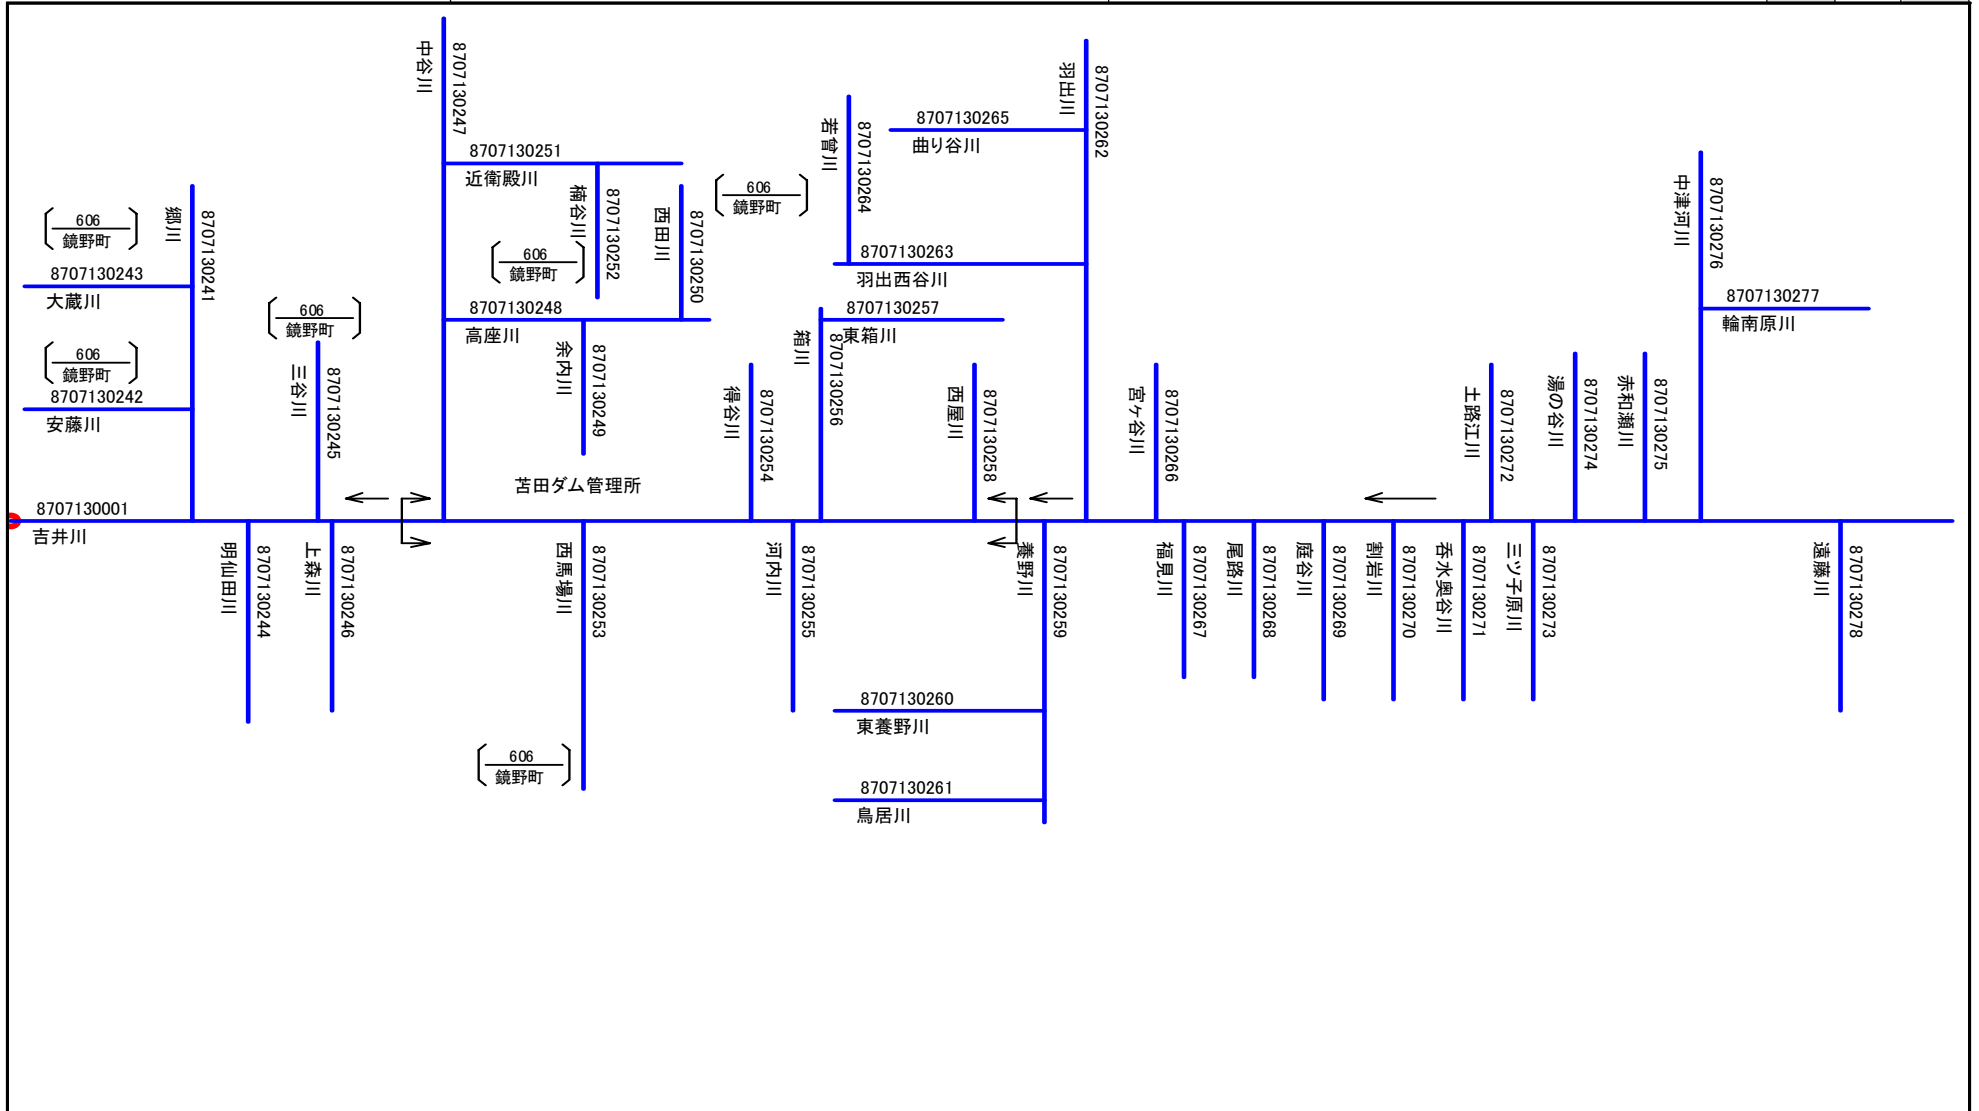 中谷川
8707130247
羽出川
8707130262
若曽川
8707130264
8707130265
曲り谷川
8707130251
近衛殿川
楠谷川
8707130252
606
鏡野町
西田川
8707130250
606
鏡野町
8707130263
羽出西谷川
中津河川
8707130276
8707130277
輪南原川
606
鏡野町
郷川
8707130241
8707130243
大蔵川
606
鏡野町
8707130242
安藤川
606
鏡野町
三谷川
8707130245
8707130248
高座川
余内川
8707130249
得谷川
8707130254
箱川
8707130256
8707130257
東箱川
西屋川
8707130258
宮ヶ谷川
8707130266
土路江川
8707130272
湯の谷川
8707130274
赤和瀬川
8707130275
苫田ダム管理所
8707130001
吉井川
明仙田川
8707130244
上森川
8707130246
西馬場川
8707130253
606
鏡野町
河内川
8707130255
養野川
8707130259
8707130260
東養野川
8707130261
鳥居川
福見川
8707130267
尾路川
8707130268
庭谷川
8707130269
割岩川
8707130270
呑水奥谷川
8707130271
三ツ子原川
8707130273
遠藤川
8707130278